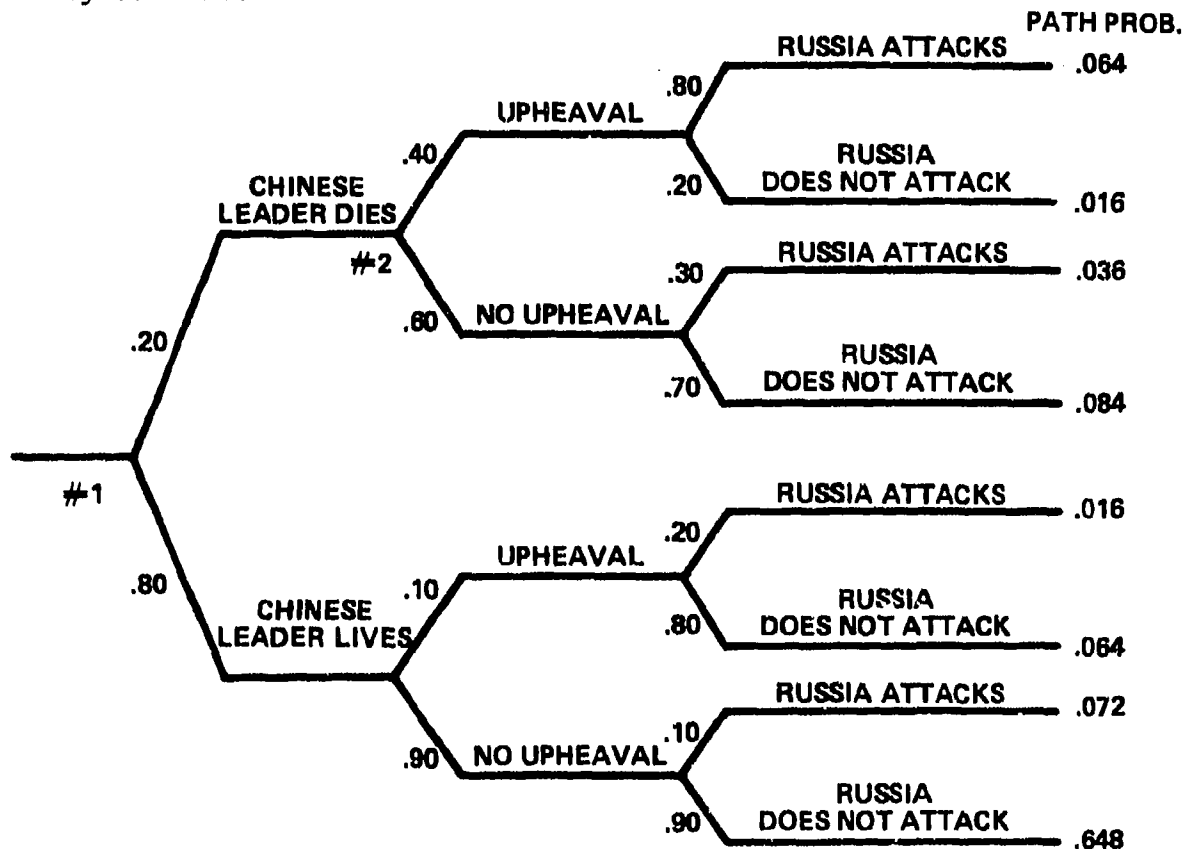 PATH PROB.
RUSSIA ATTACKS
.064
.80
UPHEAVAL
.40
.20
RUSSIA
DOES NOT ATTACK
.016
CHINESE
LEADER DIES
#2
.20
.60
NO UPHEAVAL
.30
RUSSIA ATTACKS
.036
.70
RUSSIA
DOES NOT ATTACK
.084
#1
.80
CHINESE
LEADER LIVES
.10
UPHEAVAL
.20
RUSSIA ATTACKS
.016
.80
RUSSIA
DOES NOT ATTACK
.064
.90
NO UPHEAVAL
.10
RUSSIA ATTACKS
.072
.90
RUSSIA
DOES NOT ATTACK
.648